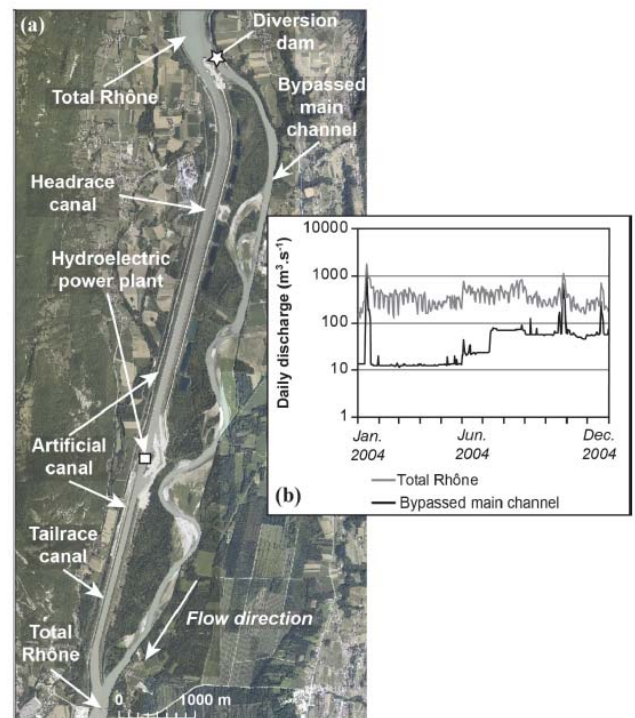 (a)
Diversion
dam
Total Rhône
Bypassed
main
channel
Headrace
canal
Hydroelectric
power plant
Artificial
canal
Tailrace
canal
Flow direction
Total
Rhône
0 1000 m
Daily discharge (m³.s⁻¹)
10000
1000
100
10
1
Jan.
2004
Jun.
2004
Dec.
2004
Total Rhône
Bypassed main channel
(b)